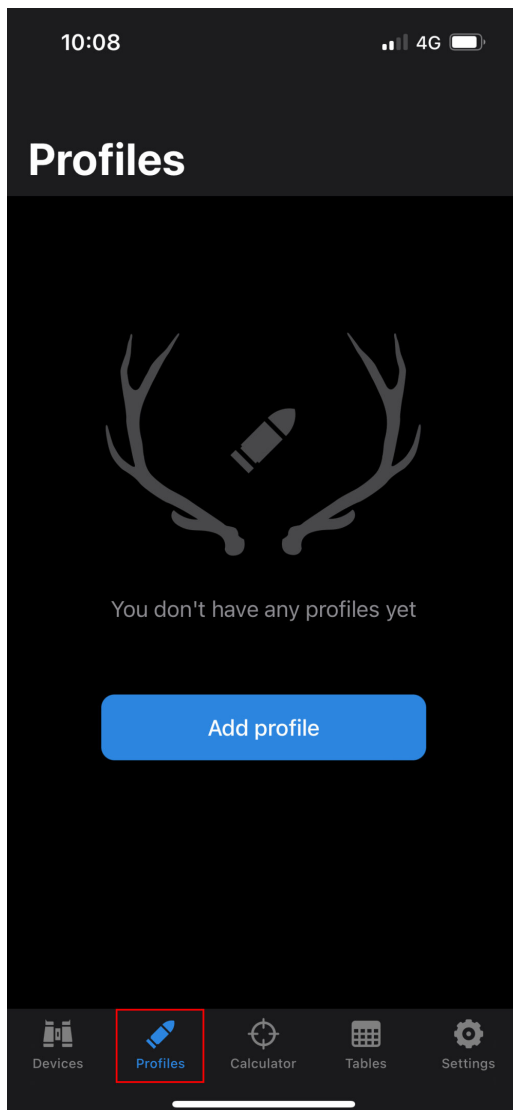 10:08 4G
Profiles
You don't have any profiles yet
Add profile
Devices Profiles Calculator Tables Settings